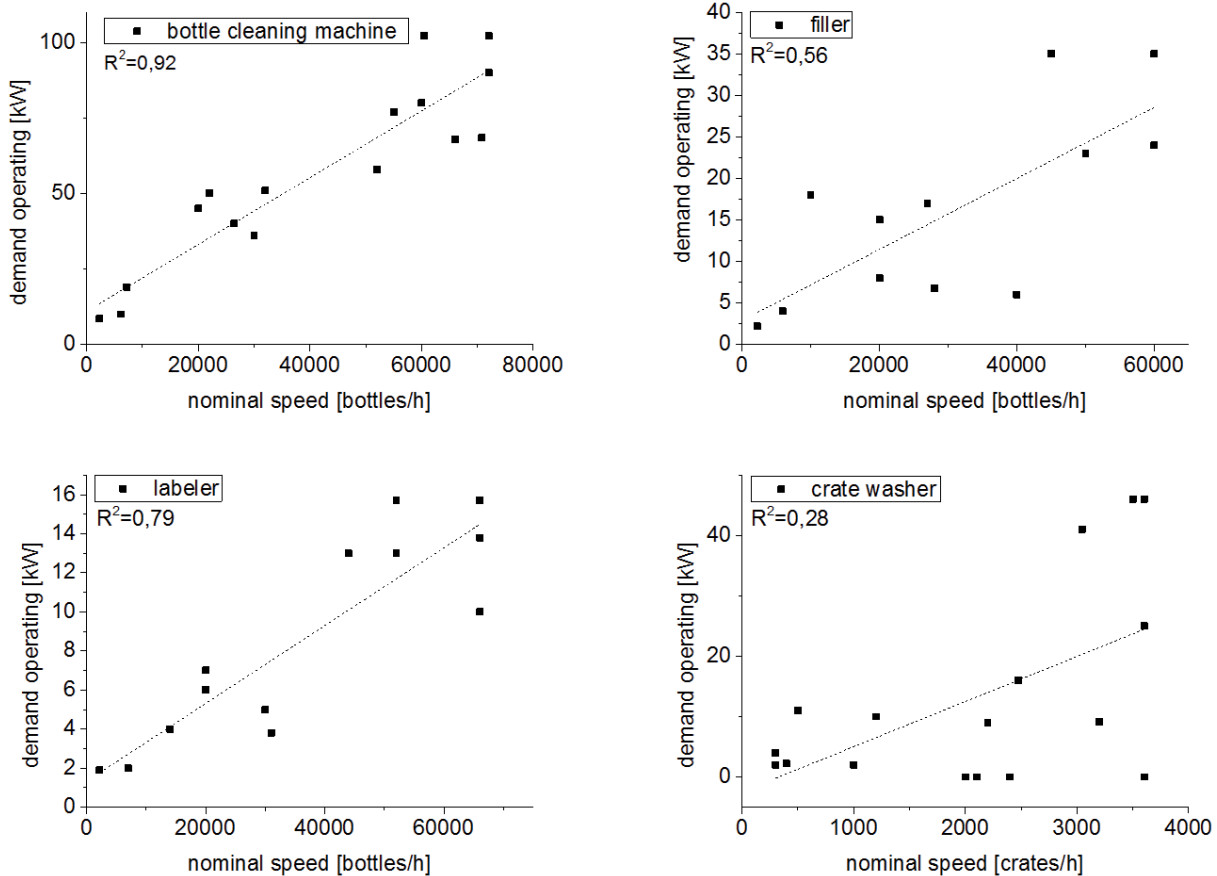 bottle cleaning machine
R²=0,92
demand operating [kW]
100
50
0
0 20000 40000 60000 80000
nominal speed [bottles/h]
filler
R²=0,56
demand operating [kW]
40
35
30
25
20
15
10
5
0
0 20000 40000 60000
nominal speed [bottles/h]
labeler
R²=0,79
demand operating [kW]
16
14
12
10
8
6
4
2
0
0 20000 40000 60000
nominal speed [bottles/h]
crate washer
R²=0,28
demand operating [kW]
40
20
0
0 1000 2000 3000 4000
nominal speed [crates/h]